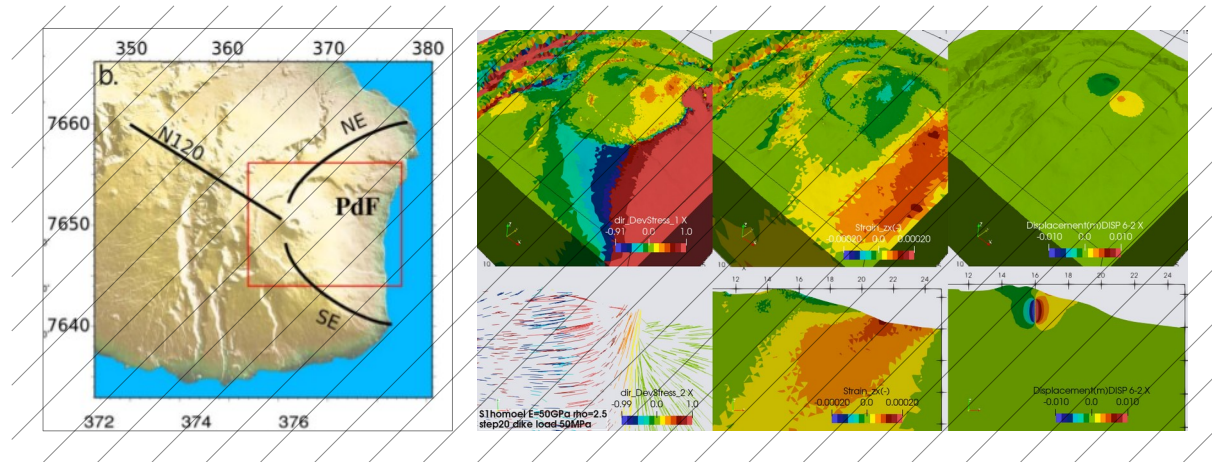 350 360 370 380
b.
7660
N120
NE
PdF
7650
SE
7640
372 374 376
dir_DevStress_1 X
-0.91 0.0 1.0
Strain_zx(-)
-0.00020 0.0 0.00020
Displacement(m)DISP 6-2 X
-0.010 0.0 0.010
10
12 14 16 18 20 22 24
12 14 16 18 20 22 24
dir_DevStress_2 X
-0.99 0.0 1.0
S1homoel E=50GPa rho=2.5
step20 dike load 50MPa
Strain_zx(-)
-0.00020 0.0 0.00020
Displacement(m)DISP 6-2 X
-0.010 0.0 0.010